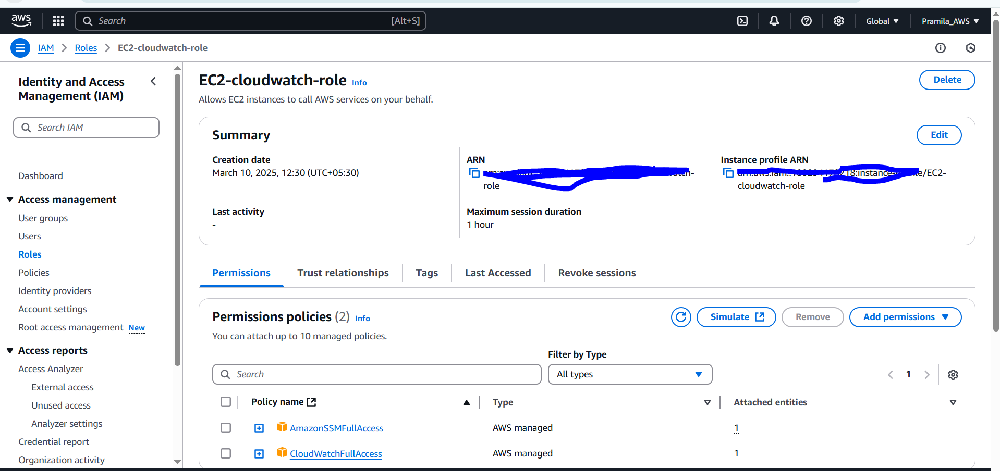 aws
Search
[Alt+S]
Global
Pramila_AWS
IAM
Roles
EC2-cloudwatch-role
Identity and Access
Management (IAM)
Search IAM
Dashboard
Access management
User groups
Users
Roles
Policies
Identity providers
Account settings
Root access management New
Access reports
Access Analyzer
External access
Unused access
Analyzer settings
Credential report
Organization activity
EC2-cloudwatch-role Info
Delete
Allows EC2 instances to call AWS services on your behalf.
Summary
Edit
Creation date
March 10, 2025, 12:30 (UTC+05:30)
ARN
role
Instance profile ARN
cloudwatch-role
Last activity
-
Maximum session duration
1 hour
Permissions
Trust relationships
Tags
Last Accessed
Revoke sessions
Permissions policies (2) Info
Simulate
Remove
Add permissions
You can attach up to 10 managed policies.
Filter by Type
Search
All types
1
Policy name
Type
Attached entities
AmazonSSMFullAccess
AWS managed
1
CloudWatchFullAccess
AWS managed
1